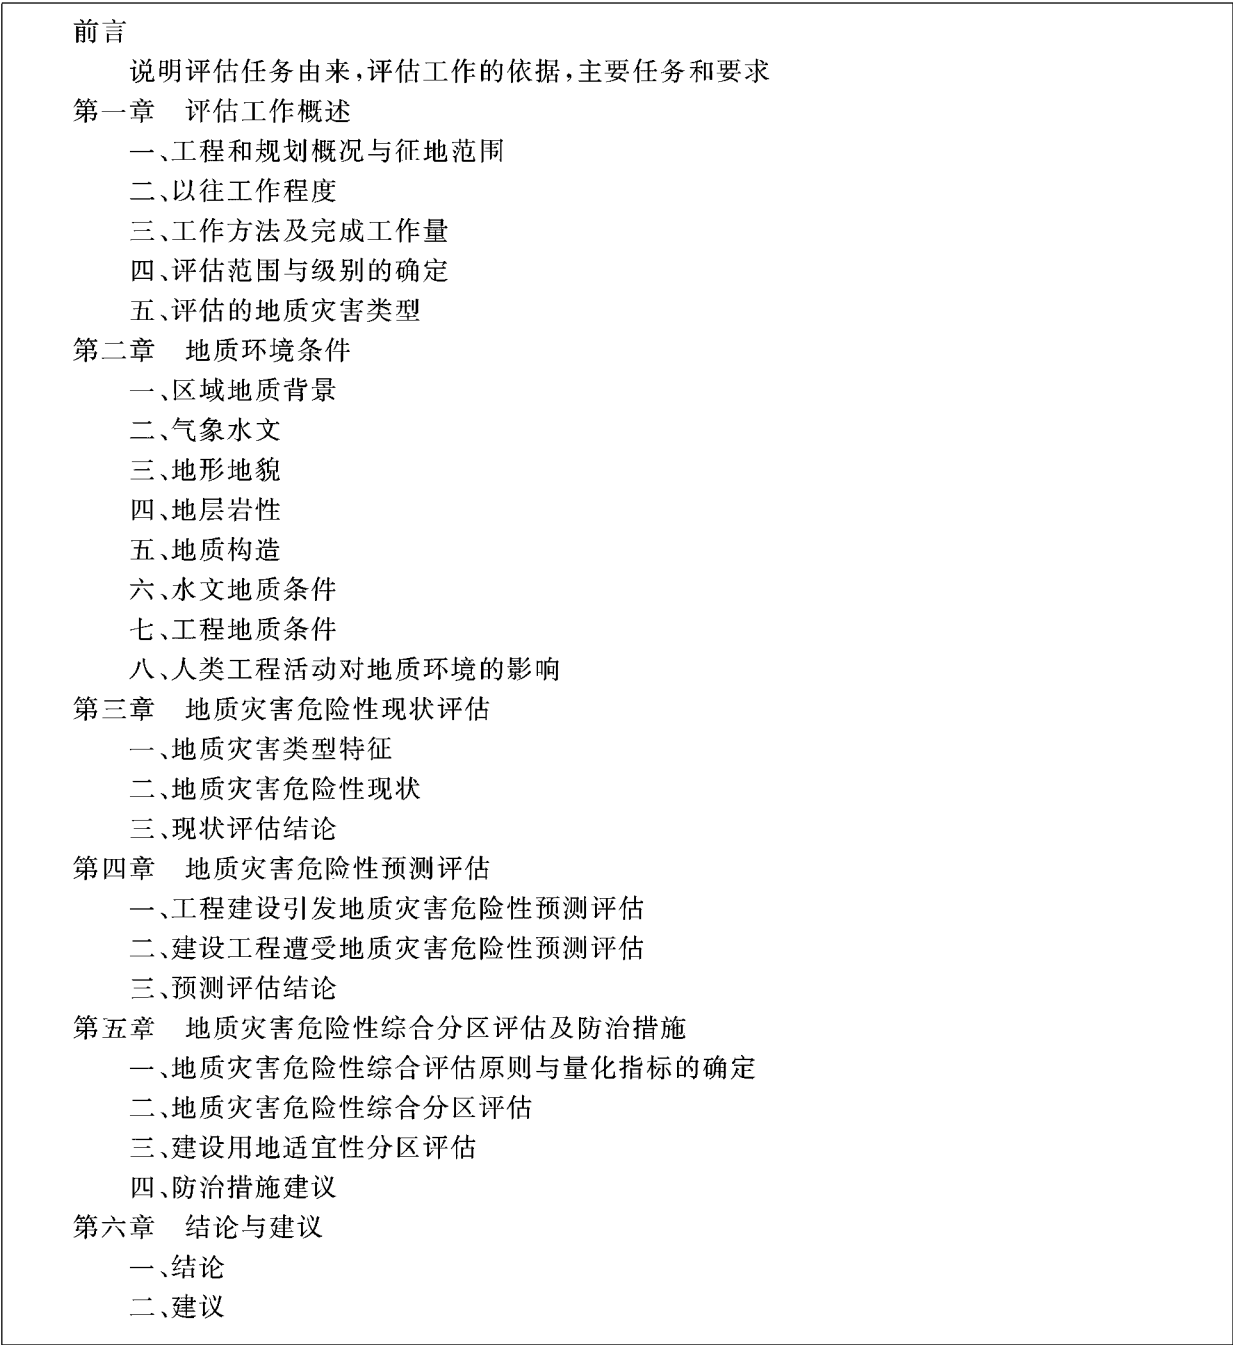 前言
说明评估任务由来,评估工作的依据,主要任务和要求
第一章 评估工作概述
一、工程和规划概况与征地范围
二、以往工作程度
三、工作方法及完成工作量
四、评估范围与级别的确定
五、评估的地质灾害类型
第二章 地质环境条件
一、区域地质背景
二、气象水文
三、地形地貌
四、地层岩性
五、地质构造
六、水文地质条件
七、工程地质条件
八、人类工程活动对地质环境的影响
第三章 地质灾害危险性现状评估
一、地质灾害类型特征
二、地质灾害危险性现状
三、现状评估结论
第四章 地质灾害危险性预测评估
一、工程建设引发地质灾害危险性预测评估
二、建设工程遭受地质灾害危险性预测评估
三、预测评估结论
第五章 地质灾害危险性综合分区评估及防治措施
一、地质灾害危险性综合评估原则与量化指标的确定
二、地质灾害危险性综合分区评估
三、建设用地适宜性分区评估
四、防治措施建议
第六章 结论与建议
一、结论
二、建议